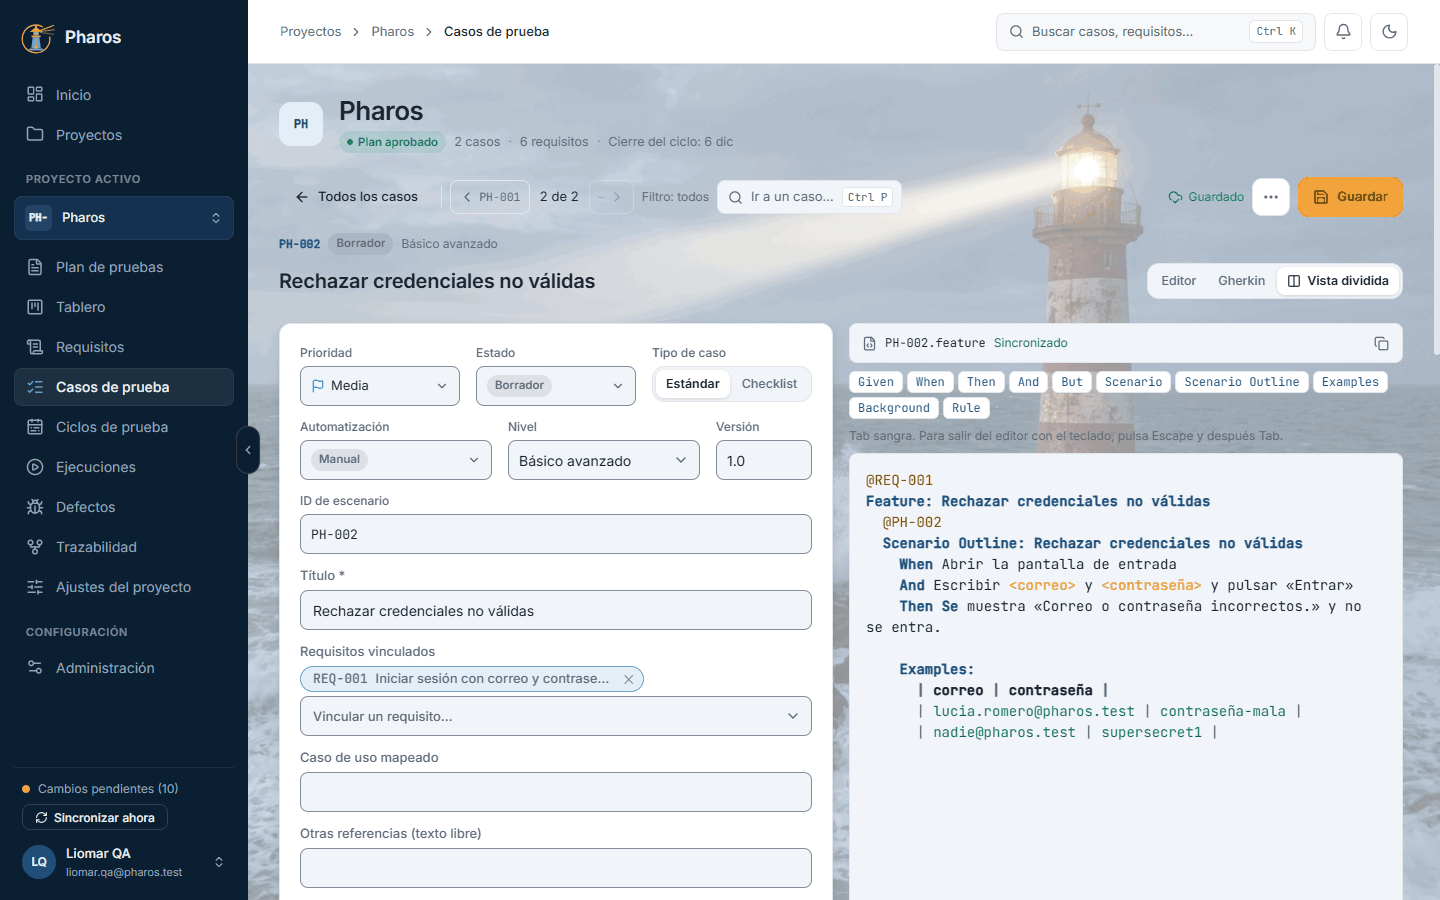 Pharos
Inicio
Proyectos
PROYECTO ACTIVO
PH- Pharos
Plan de pruebas
Tablero
Requisitos
Casos de prueba
Ciclos de prueba
Ejecuciones
Defectos
Trazabilidad
Ajustes del proyecto
CONFIGURACIÓN
Administración
Cambios pendientes (10)
Sincronizar ahora
LQ
Liomar QA
liomar.qa@pharos.test
Proyectos > Pharos > Casos de prueba
Buscar casos, requisitos... Ctrl K
PH
Pharos
Plan aprobado 2 casos · 6 requisitos · Cierre del ciclo: 6 dic
Todos los casos PH-001 2 de 2 – Filtro: todos Ir a un caso... Ctrl P Guardado ... Guardar
PH-002 Borrador Básico avanzado
Rechazar credenciales no válidas
Editor Gherkin Vista dividida
Prioridad Estado Tipo de caso
Media Borrador Estándar Checklist
Automatización Nivel Versión
Manual Básico avanzado 1.0
ID de escenario
PH-002
Título *
Rechazar credenciales no válidas
Requisitos vinculados
REQ-001 Iniciar sesión con correo y contrase...
Vincular un requisito...
Caso de uso mapeado
Otras referencias (texto libre)
PH-002.feature Sincronizado
Given When Then And But Scenario Scenario Outline Examples
Background Rule
Tab sangra. Para salir del editor con el teclado, pulsa Escape y después Tab.
@REQ-001
Feature: Rechazar credenciales no válidas
@PH-002
Scenario Outline: Rechazar credenciales no válidas
When Abrir la pantalla de entrada
And Escribir <correo> y <contraseña> y pulsar «Entrar»
Then Se muestra «Correo o contraseña incorrectos.» y no
se entra.
Examples:
| correo | contraseña |
| lucia.romero@pharos.test | contraseña-mala |
| nadie@pharos.test | supersecret1 |